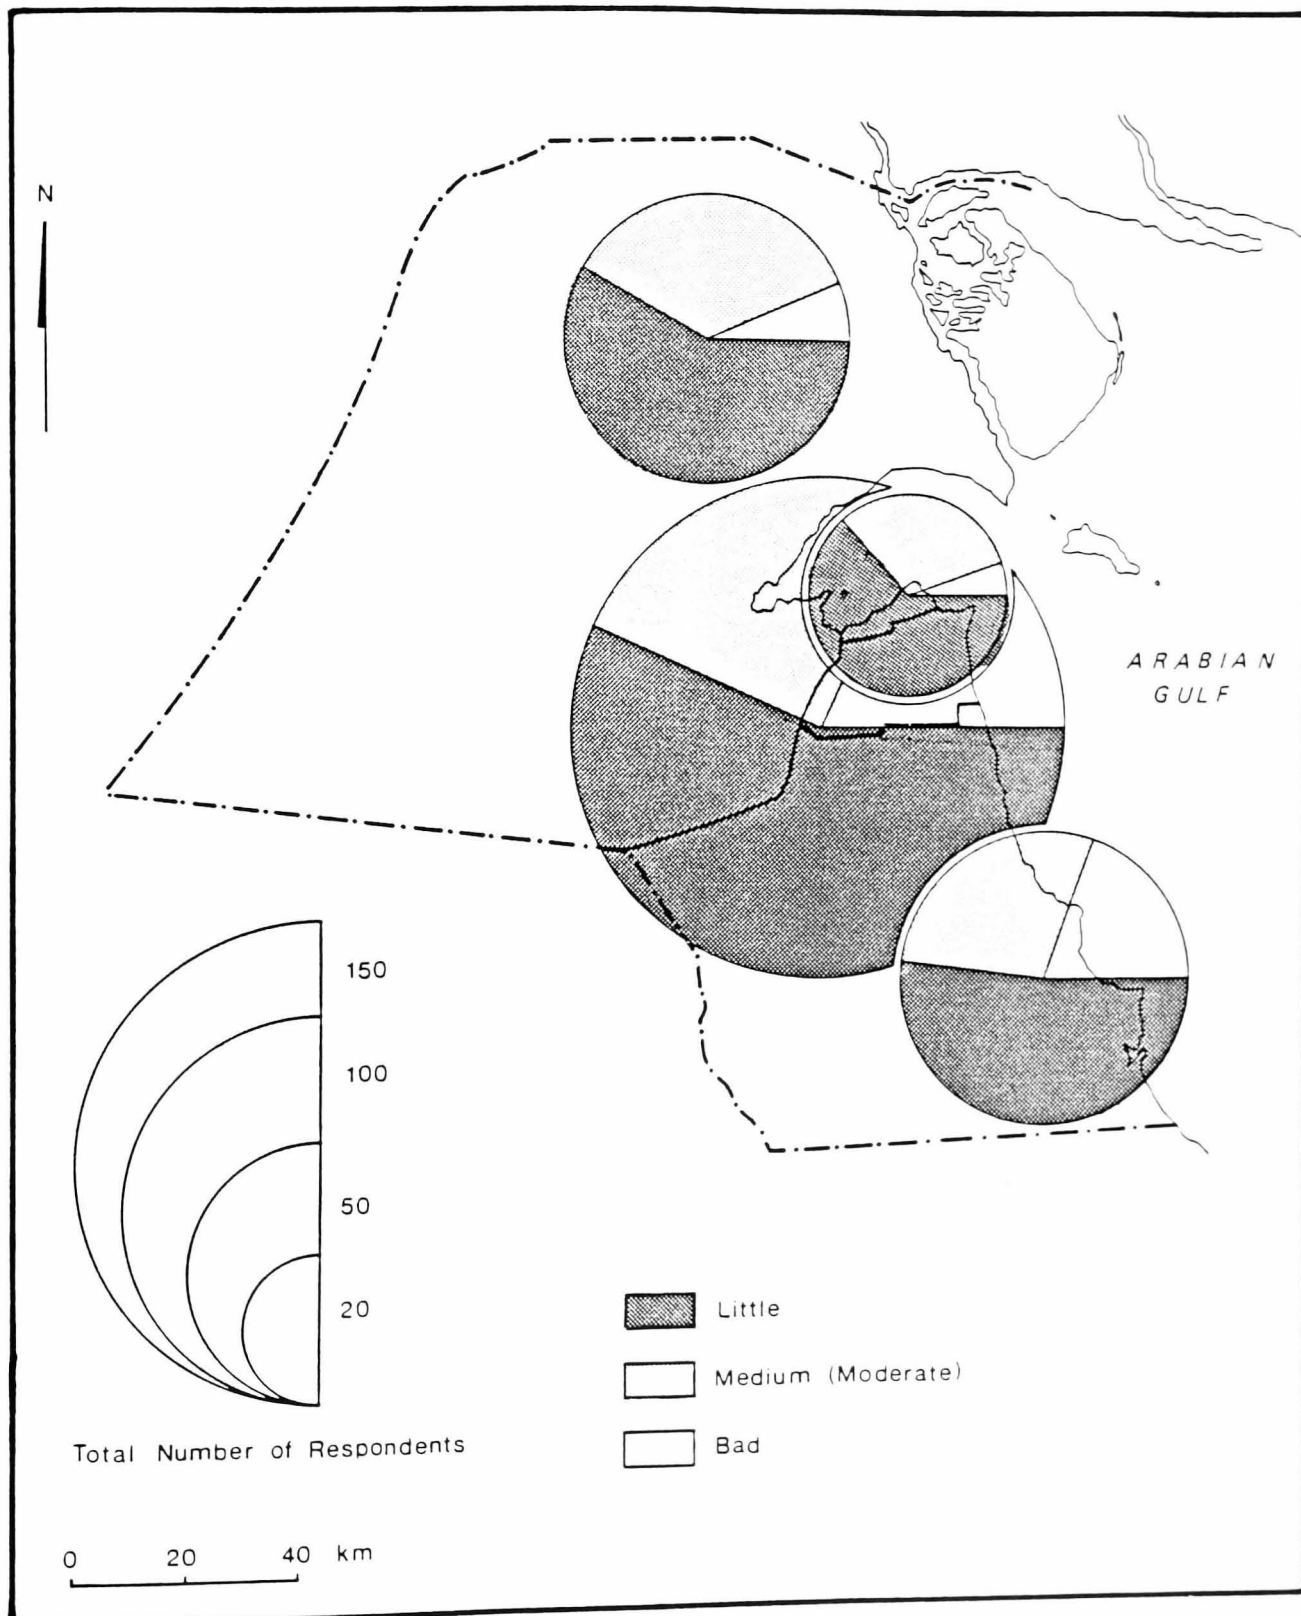 N
ARABIAN
GULF
150
100
50
20
Total Number of Respondents
Little
Medium (Moderate)
Bad
0 20 40 km